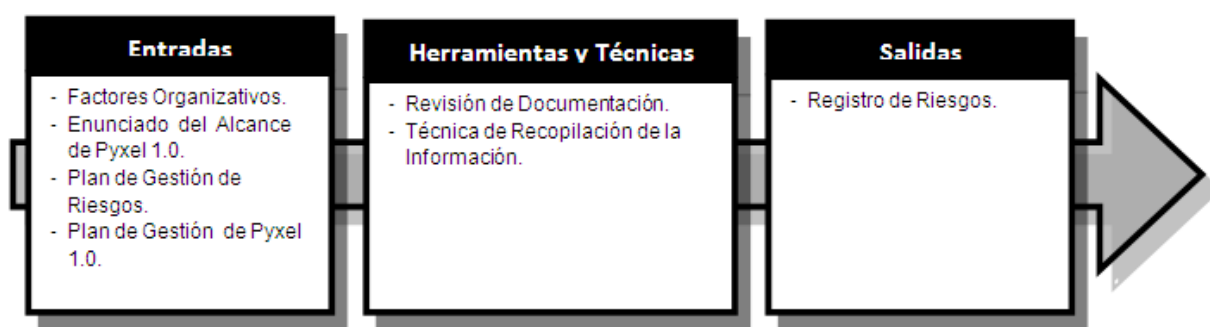 Entradas
- Factores Organizativos.
- Enunciado del Alcance
de Pyxel 1.0.
- Plan de Gestión de
Riesgos.
- Plan de Gestión de Pyxel
1.0.
Herramientas y Técnicas
- Revisión de Documentación.
- Técnica de Recopilación de la
Información.
Salidas
- Registro de Riesgos.